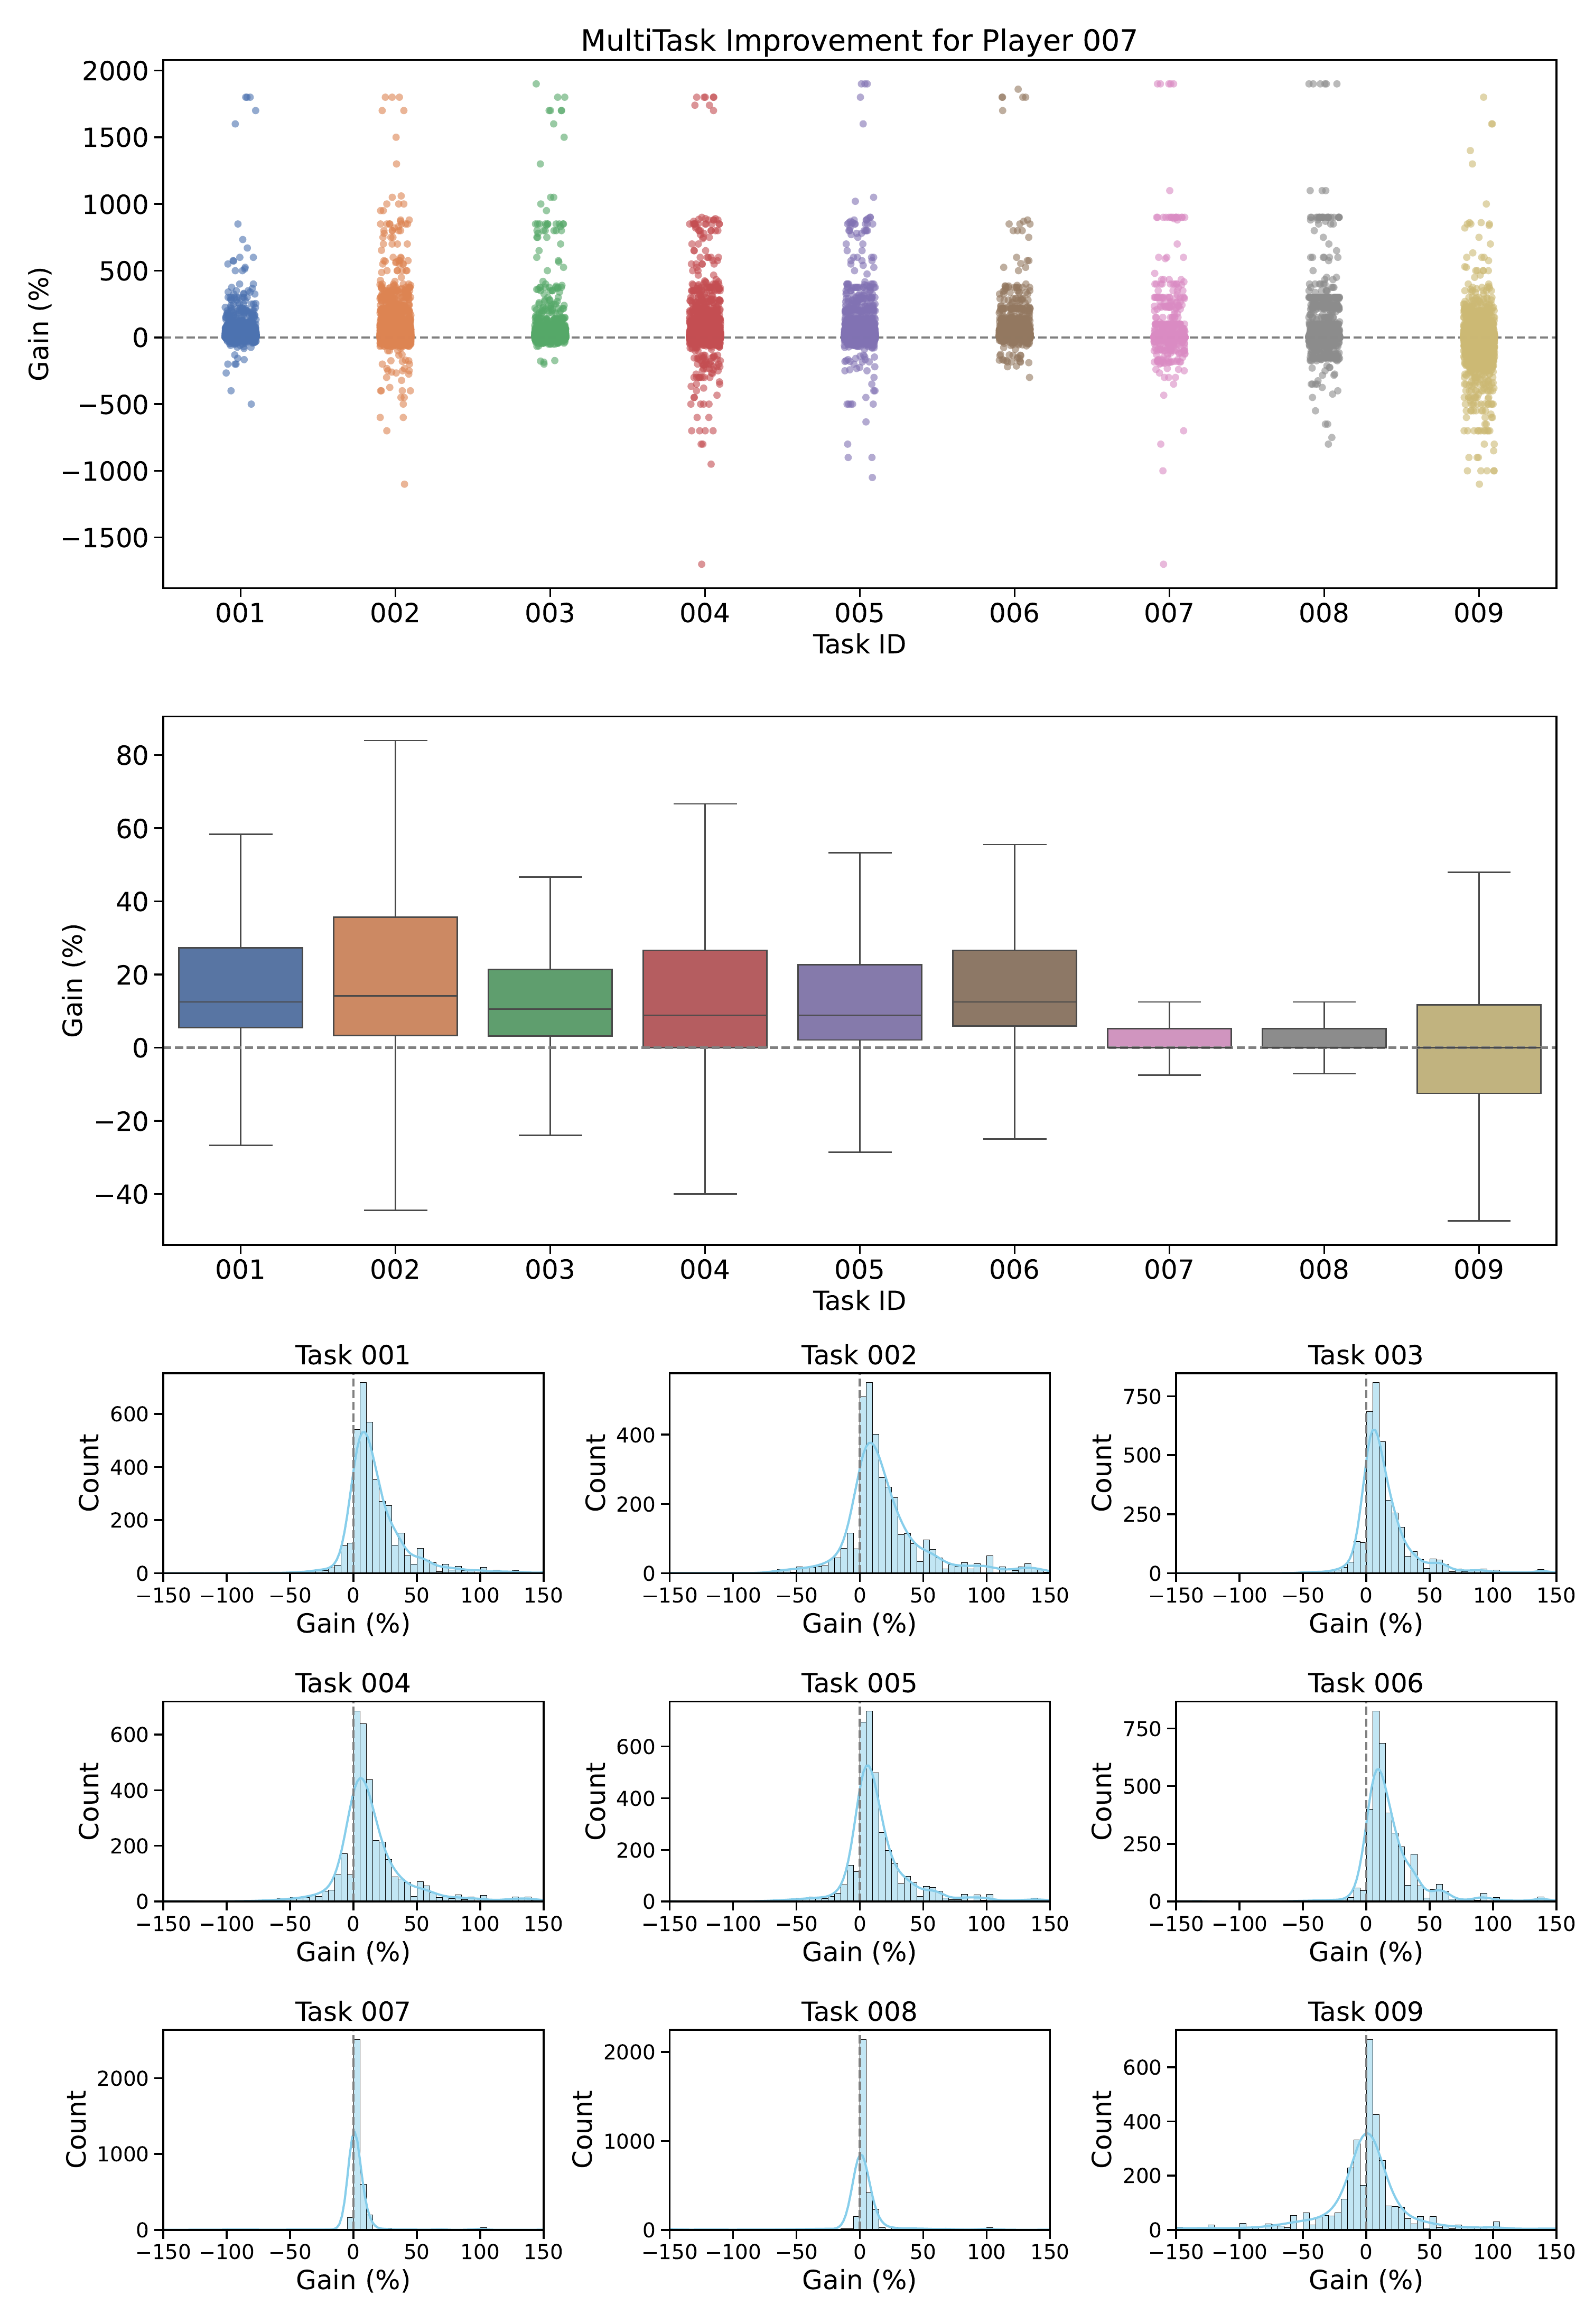 MultiTask Improvement for Player 007
Gain (%)
2000
1500
1000
500
0
−500
−1000
−1500
001 002 003 004 005 006 007 008 009
Task ID
Gain (%)
80
60
40
20
0
−20
−40
001 002 003 004 005 006 007 008 009
Task ID
Task 001
Count
600
400
200
0
−150 −100 −50 0 50 100 150
Gain (%)
Task 002
Count
400
200
0
−150 −100 −50 0 50 100 150
Gain (%)
Task 003
Count
750
500
250
0
−150 −100 −50 0 50 100 150
Gain (%)
Task 004
Count
600
400
200
0
−150 −100 −50 0 50 100 150
Gain (%)
Task 005
Count
600
400
200
0
−150 −100 −50 0 50 100 150
Gain (%)
Task 006
Count
750
500
250
0
−150 −100 −50 0 50 100 150
Gain (%)
Task 007
Count
2000
1000
0
−150 −100 −50 0 50 100 150
Gain (%)
Task 008
Count
2000
1000
0
−150 −100 −50 0 50 100 150
Gain (%)
Task 009
Count
600
400
200
0
−150 −100 −50 0 50 100 150
Gain (%)